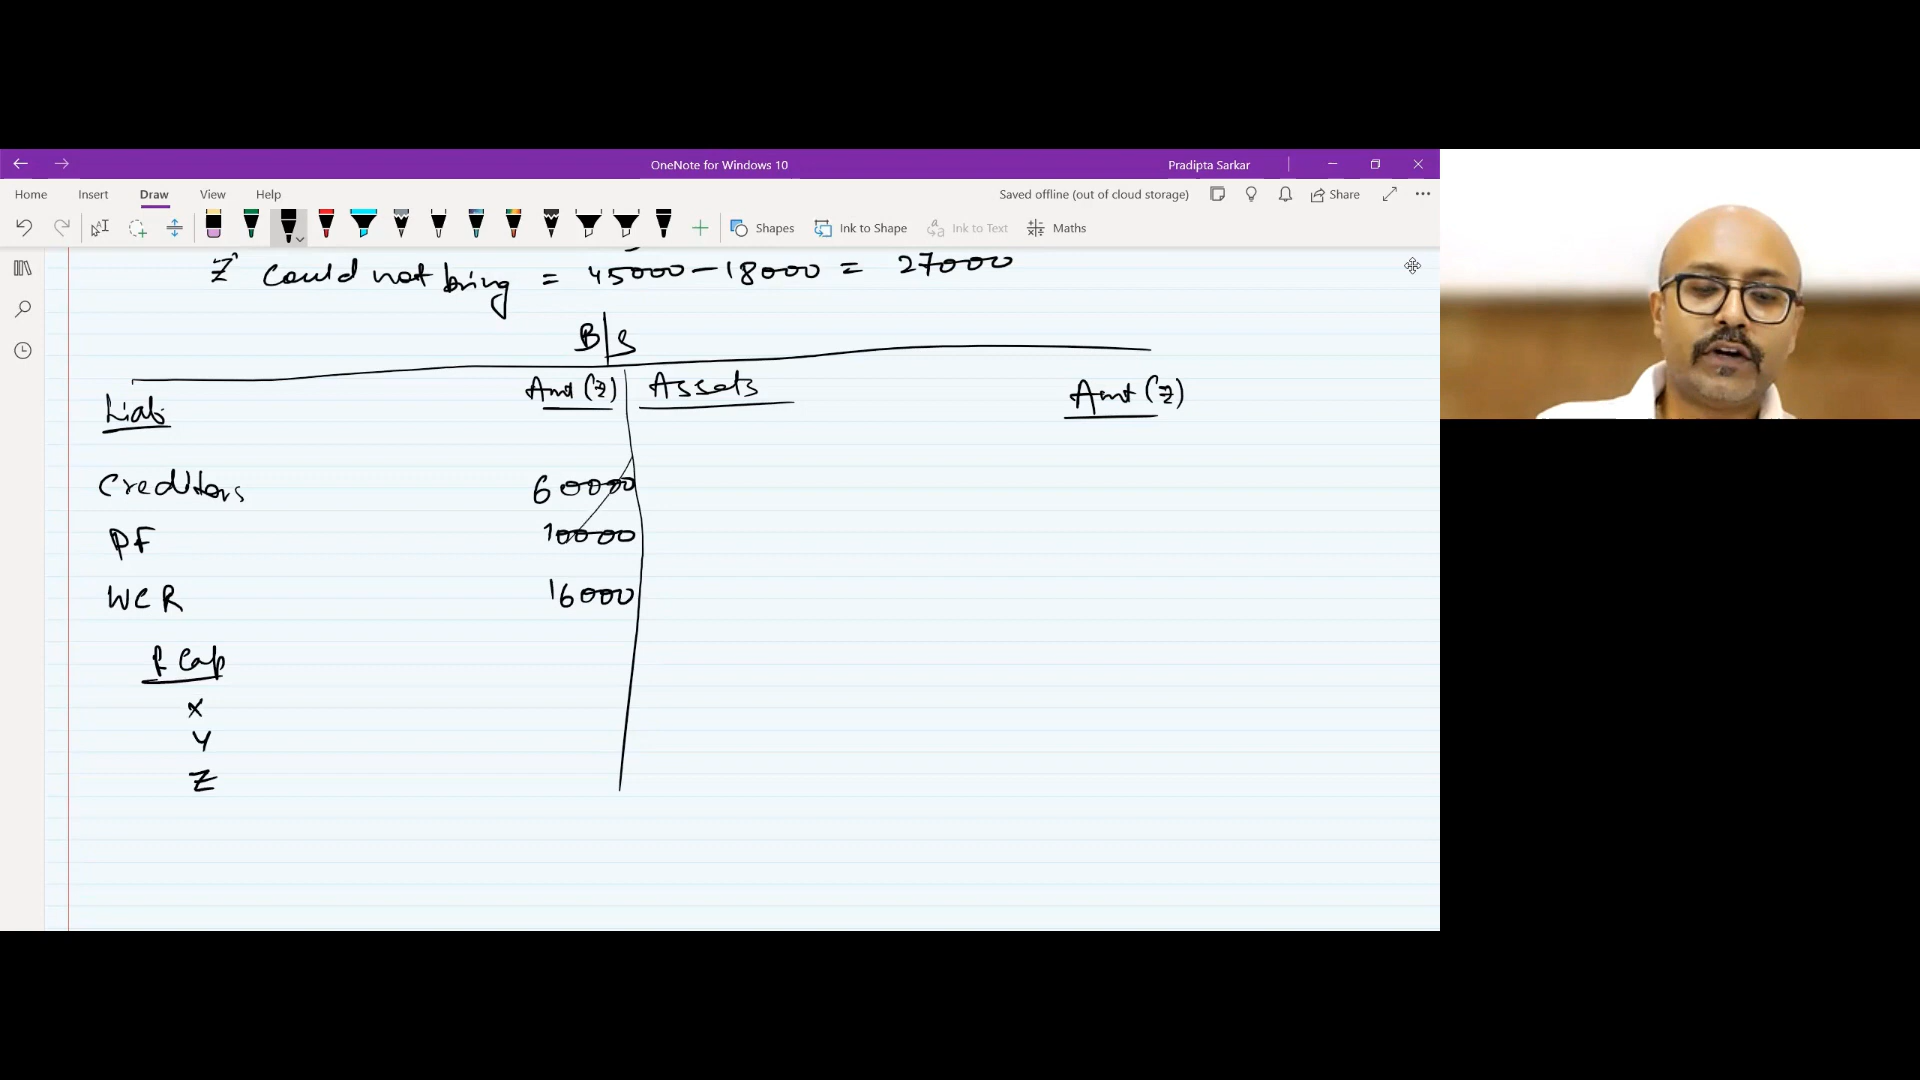 OneNote for Windows 10
Pradipta Sarkar
Home Insert Draw View Help
Saved offline (out of cloud storage)
Share
Shapes
Ink to Shape
Ink to Text
Maths
Z could not bring = 45000 - 18000 = 27000
B/S
Liab Amt (₹) Assets Amt (₹)
Creditors 60000
PF 10000
WCR 16000
P Cap
X
Y
Z